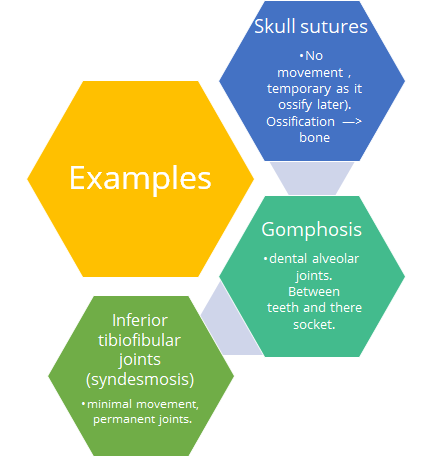 Examples
Skull sutures
•No
movement ,
temporary as it
ossify later).
Ossification —>
bone
Gomphosis
•dental alveolar
joints.
Between
teeth and there
socket.
Inferior
tibiofibular
joints
(syndesmosis)
•minimal movement,
permanent joints.